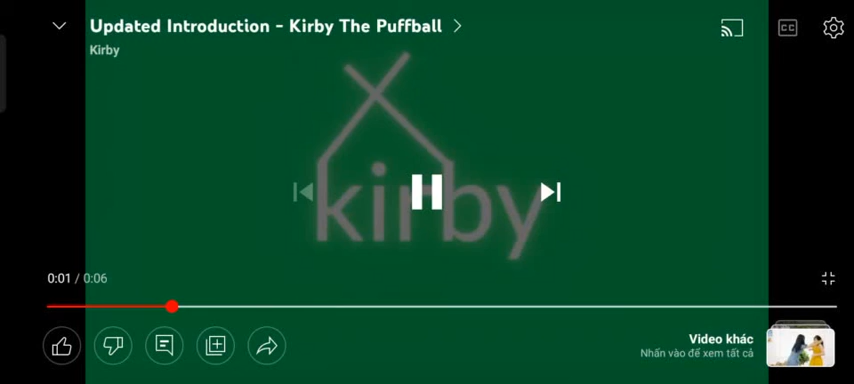 Updated Introduction - Kirby The Puffball
CC
Kirby
kirby
0:01 / 0:06
Video khác
Nhấn vào để xem tất cả